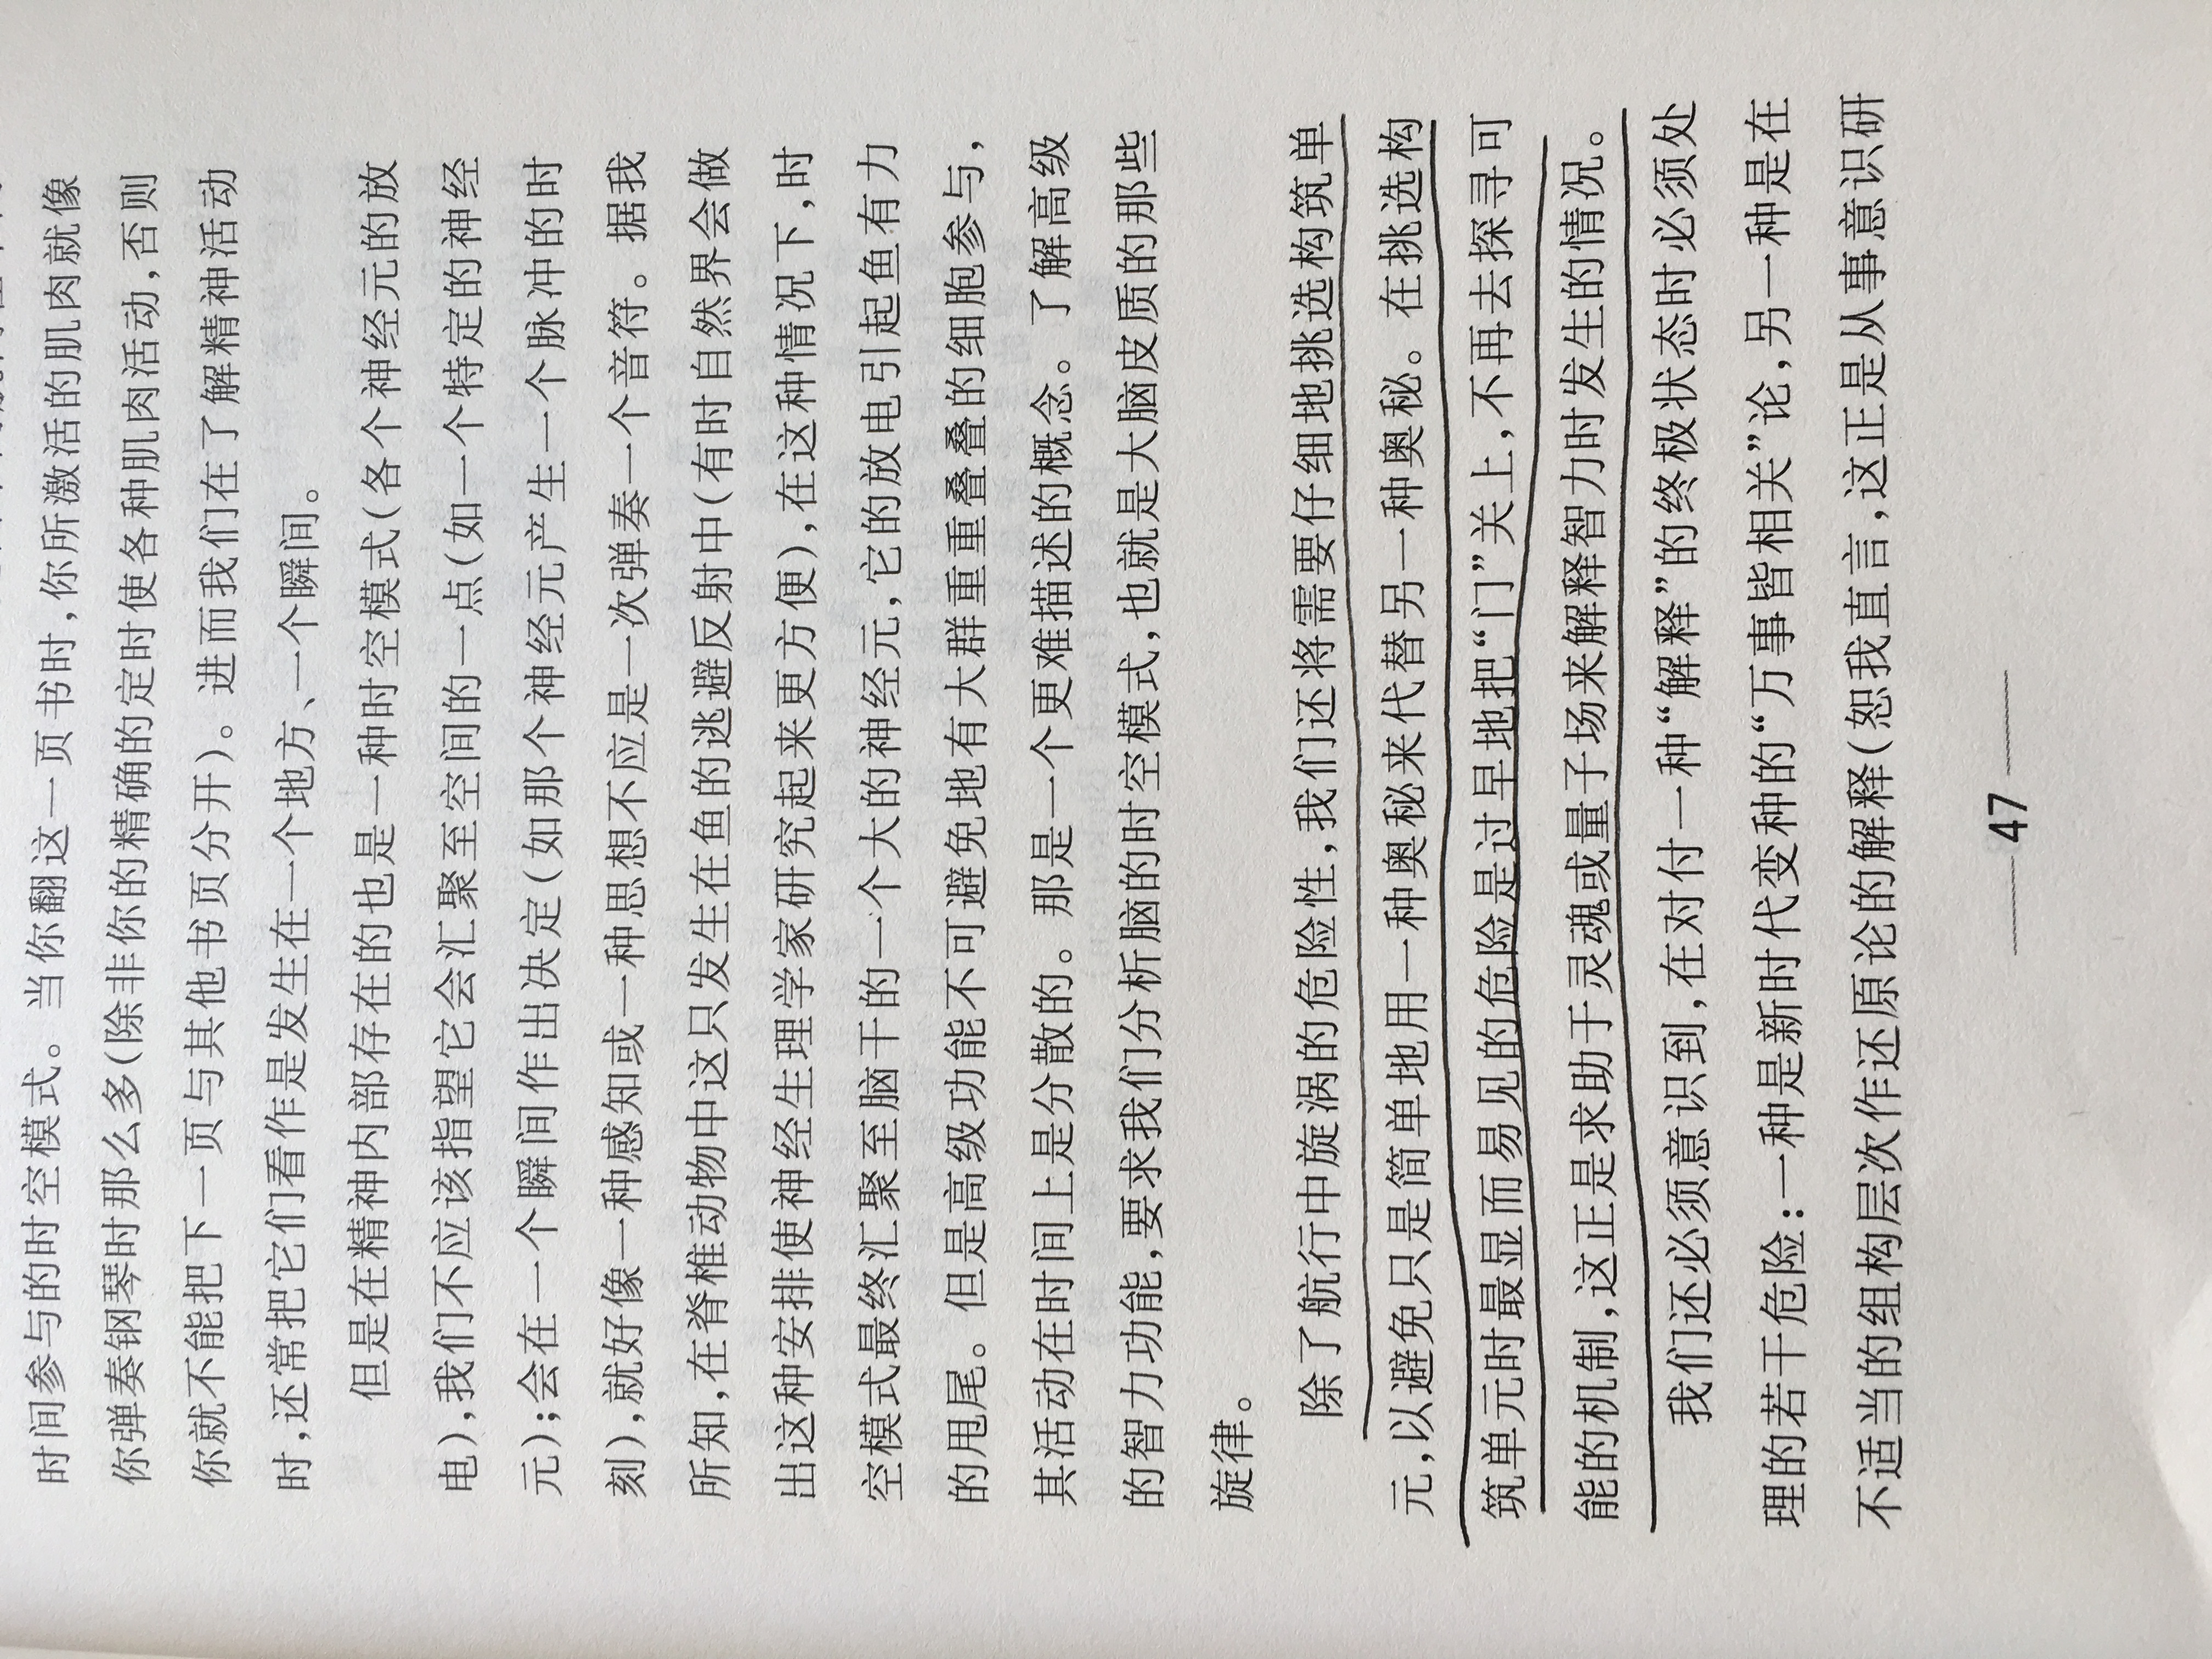 时间参与的时空模式。当你翻这一页书时,你所激活的肌肉就像
你弹奏钢琴时那么多(除非你的精确的定时使各种肌肉活动,否则
你就不能把下一页与其他书页分开)。进而我们在了解精神活动
时,还常把它们看作是发生在一个地方、一个瞬间。
但是在精神内部存在的也是一种时空模式(各个神经元的放
电),我们不应该指望它会汇聚至空间的一点(如一个特定的神经
元);会在一个瞬间作出决定(如那个神经元产生一个脉冲的时
刻),就好像一种感知或一种思想不应是一次弹奏一个音符。据我
所知,在脊椎动物中这只发生在鱼的逃避反射中(有时自然界会做
出这种安排使神经生理学家研究起来更方便),在这种情况下,时
空模式最终汇聚至脑干的一个大的神经元,它的放电引起鱼有力
的甩尾。但是高级功能不可避免地有大群重重叠叠的细胞参与,
其活动在时间上是分散的。那是一个更难描述的概念。了解高级
的智力功能,要求我们分析脑的时空模式,也就是大脑皮质的那些
旋律。
除了航行中旋涡的危险性,我们还将需要仔细地挑选构筑单
元,以避免只是简单地用一种奥秘来代替另一种奥秘。在挑选构
筑单元时最显而易见的危险是过早地把“门”关上,不再去探寻可
能的机制,这正是求助于灵魂或量子场来解释智力时发生的情况。
我们还必须意识到,在对付一种“解释”的终极状态时必须处
理的若干危险:一种是新时代变种的“万事皆相关”论,另一种是在
不适当的组构层次作还原论的解释(恕我直言,这正是从事意识研
47